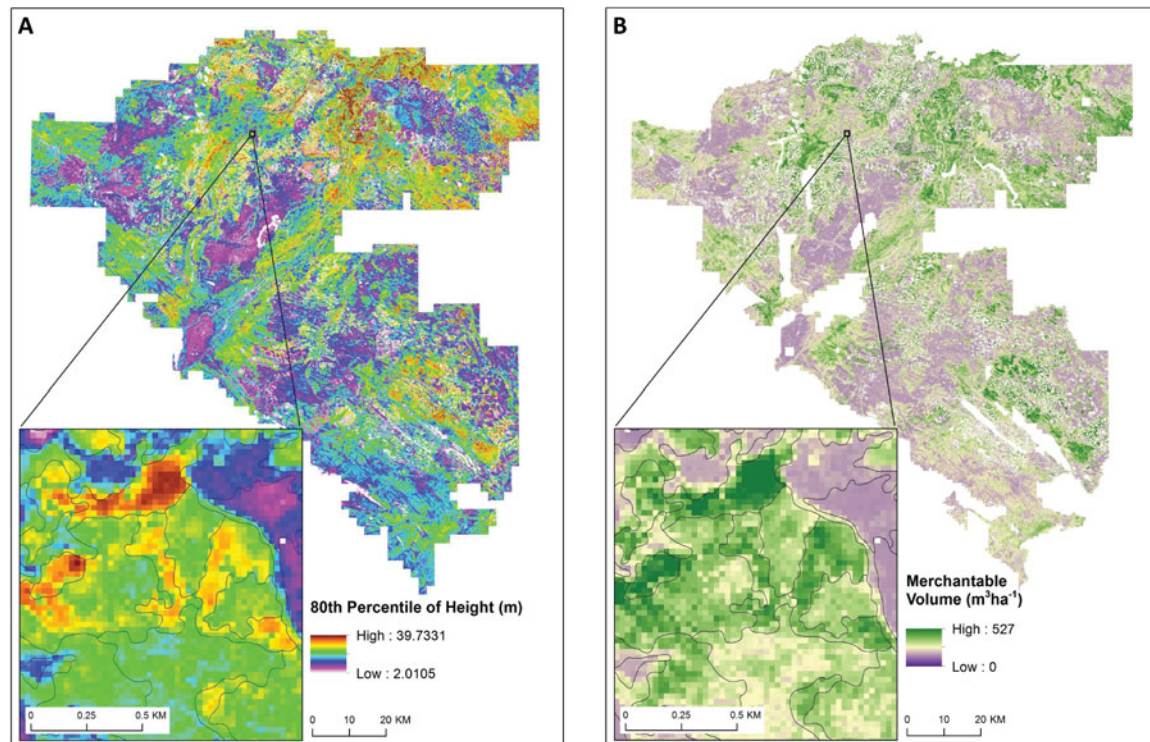 A
80th Percentile of Height (m)
High : 39.7331
Low : 2.0105
0 0.25 0.5 KM
0 10 20 KM
B
Merchantable
Volume (m³ha⁻¹)
High : 527
Low : 0
0 0.25 0.5 KM
0 10 20 KM